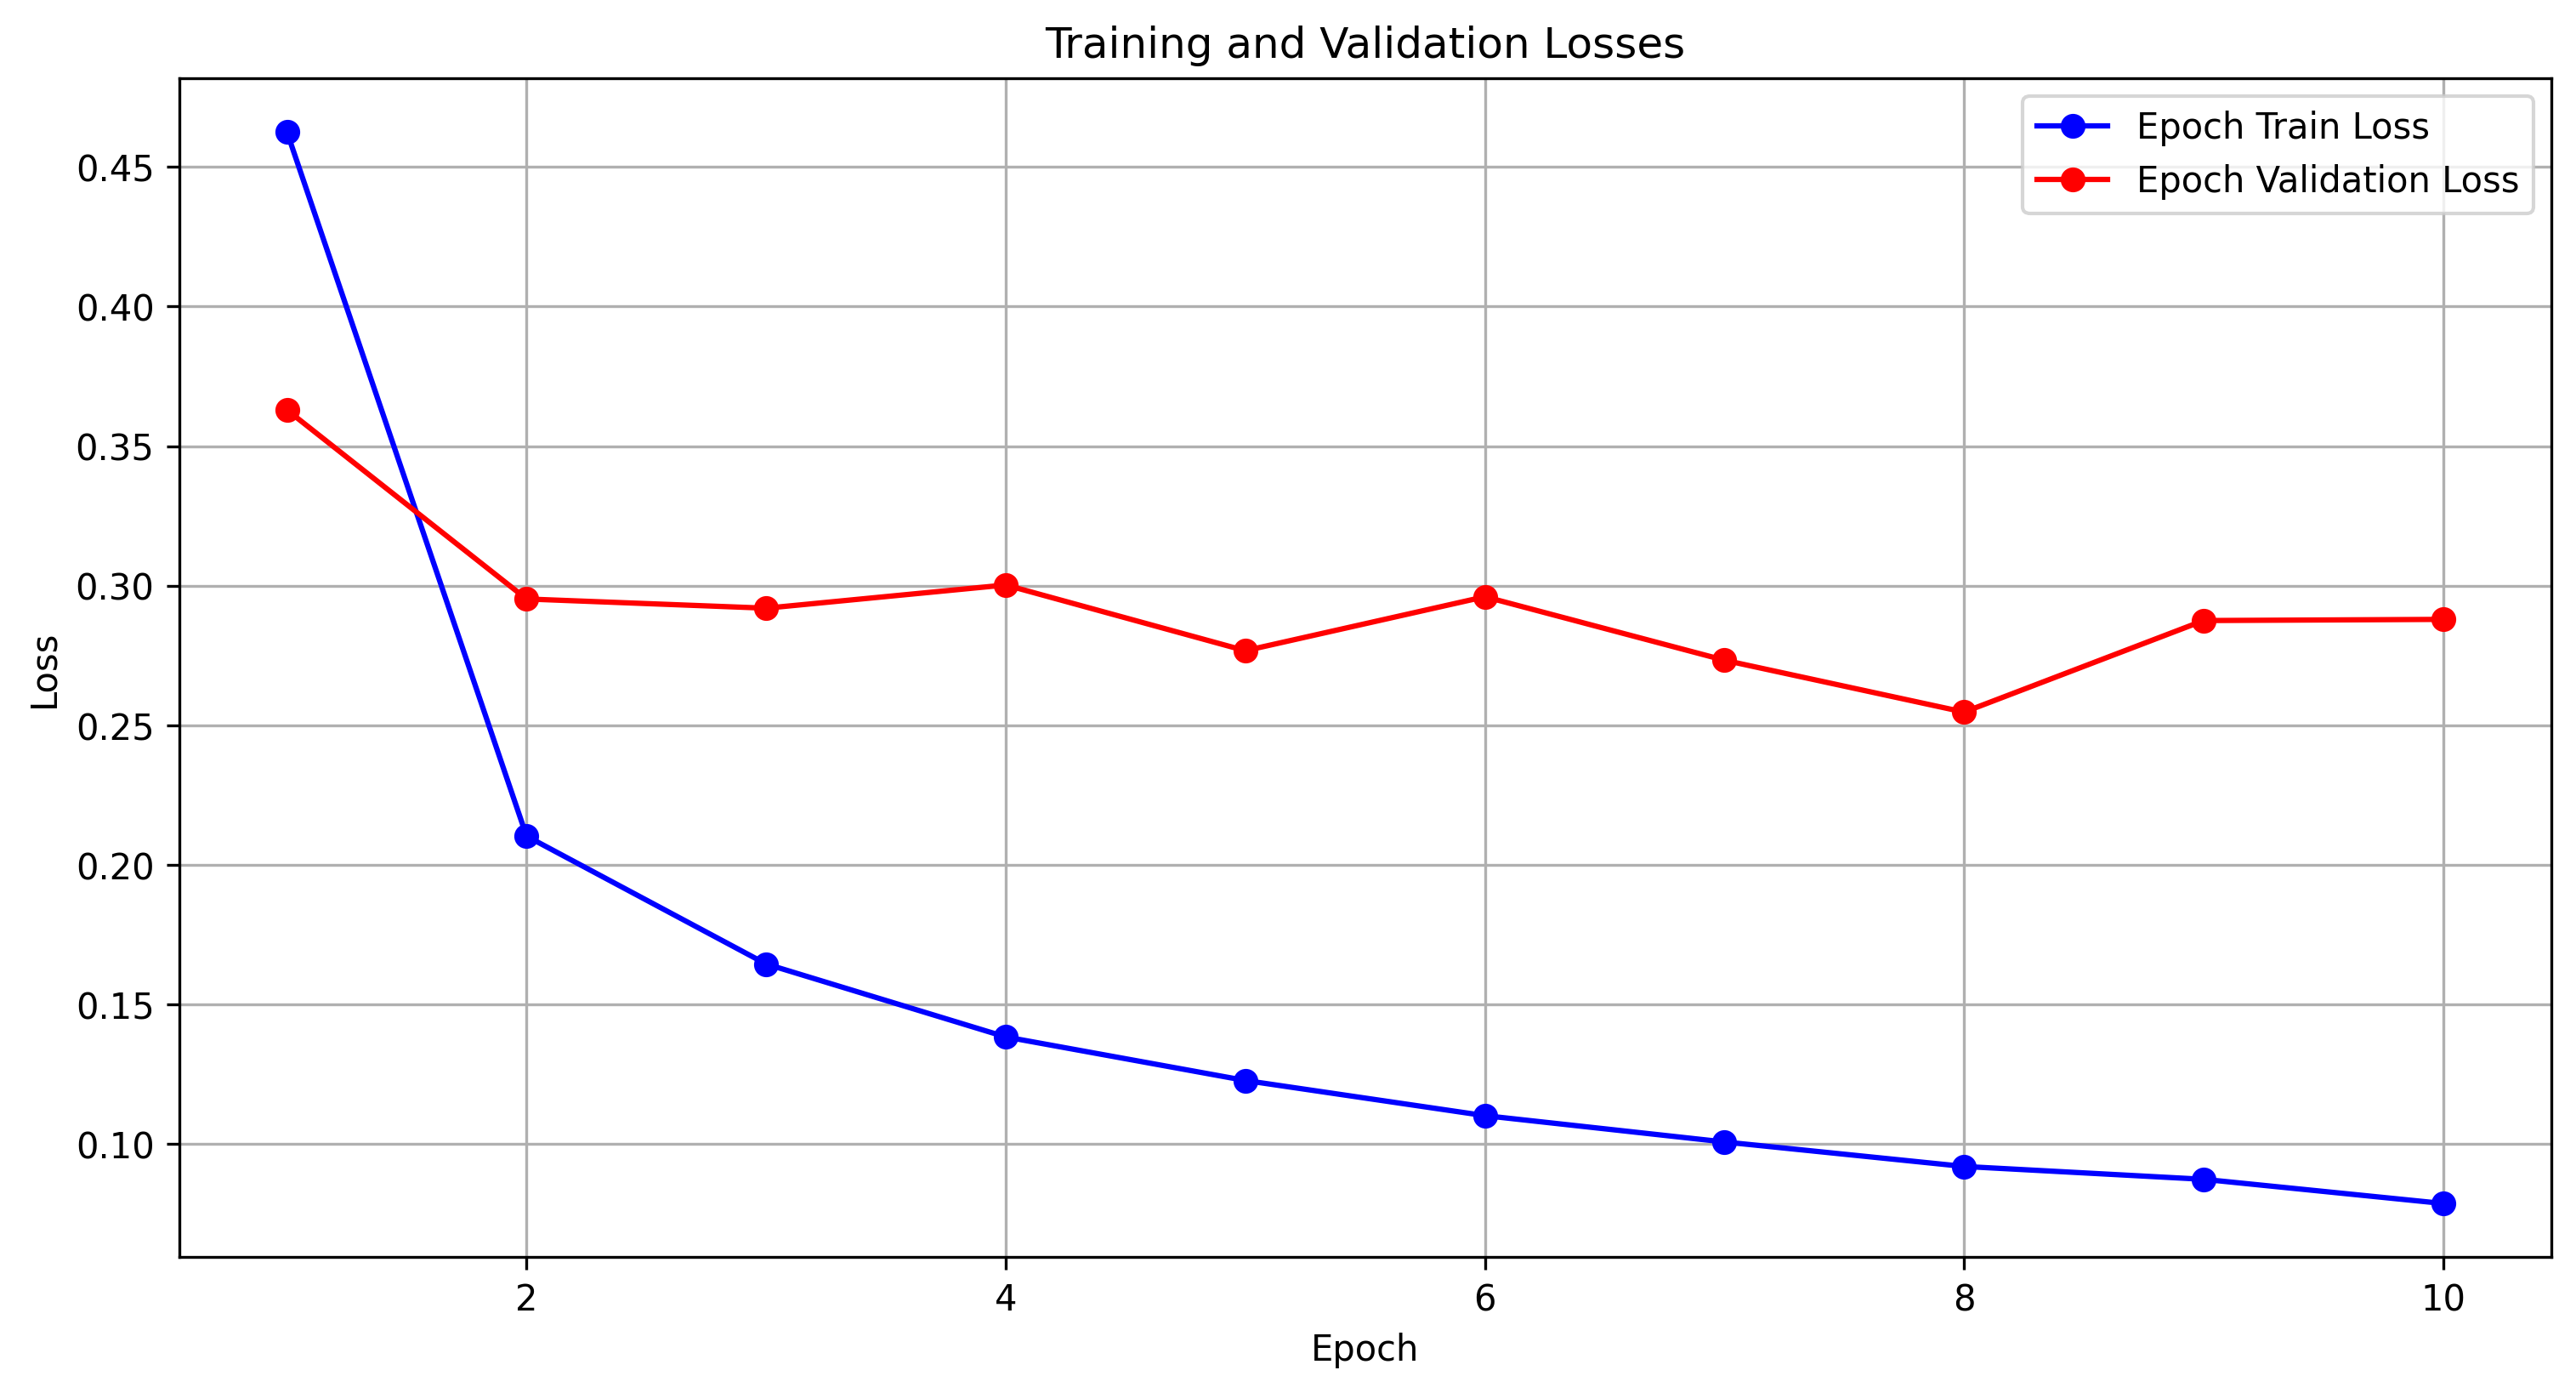 Training and Validation Losses
Epoch Train Loss
Epoch Validation Loss
0.45
0.40
0.35
0.30
0.25
0.20
0.15
0.10
Loss
2 4 6 8 10
Epoch